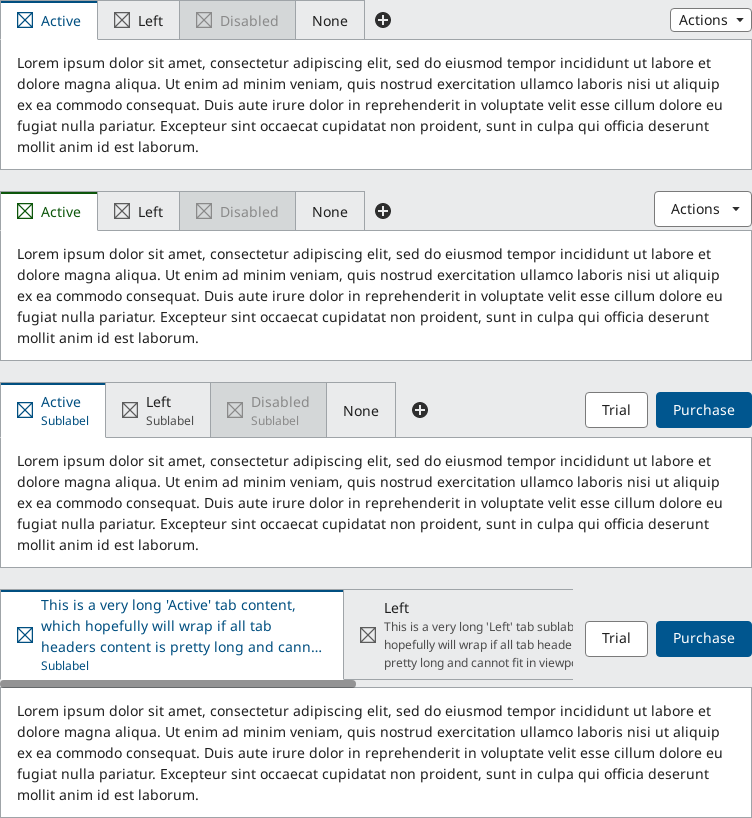 Active Left Disabled None Actions
Lorem ipsum dolor sit amet, consectetur adipiscing elit, sed do eiusmod tempor incididunt ut labore et
dolore magna aliqua. Ut enim ad minim veniam, quis nostrud exercitation ullamco laboris nisi ut aliquip
ex ea commodo consequat. Duis aute irure dolor in reprehenderit in voluptate velit esse cillum dolore eu
fugiat nulla pariatur. Excepteur sint occaecat cupidatat non proident, sunt in culpa qui officia deserunt
mollit anim id est laborum.
Active Left Disabled None Actions
Lorem ipsum dolor sit amet, consectetur adipiscing elit, sed do eiusmod tempor incididunt ut labore et
dolore magna aliqua. Ut enim ad minim veniam, quis nostrud exercitation ullamco laboris nisi ut aliquip
ex ea commodo consequat. Duis aute irure dolor in reprehenderit in voluptate velit esse cillum dolore eu
fugiat nulla pariatur. Excepteur sint occaecat cupidatat non proident, sunt in culpa qui officia deserunt
mollit anim id est laborum.
Active
Sublabel
Left
Sublabel
Disabled
Sublabel
None
Trial
Purchase
Lorem ipsum dolor sit amet, consectetur adipiscing elit, sed do eiusmod tempor incididunt ut labore et
dolore magna aliqua. Ut enim ad minim veniam, quis nostrud exercitation ullamco laboris nisi ut aliquip
ex ea commodo consequat. Duis aute irure dolor in reprehenderit in voluptate velit esse cillum dolore eu
fugiat nulla pariatur. Excepteur sint occaecat cupidatat non proident, sunt in culpa qui officia deserunt
mollit anim id est laborum.
This is a very long 'Active' tab content,
which hopefully will wrap if all tab
headers content is pretty long and cann...
Sublabel
Left
This is a very long 'Left' tab sublab
hopefully will wrap if all tab heade
pretty long and cannot fit in viewpo
Trial
Purchase
Lorem ipsum dolor sit amet, consectetur adipiscing elit, sed do eiusmod tempor incididunt ut labore et
dolore magna aliqua. Ut enim ad minim veniam, quis nostrud exercitation ullamco laboris nisi ut aliquip
ex ea commodo consequat. Duis aute irure dolor in reprehenderit in voluptate velit esse cillum dolore eu
fugiat nulla pariatur. Excepteur sint occaecat cupidatat non proident, sunt in culpa qui officia deserunt
mollit anim id est laborum.